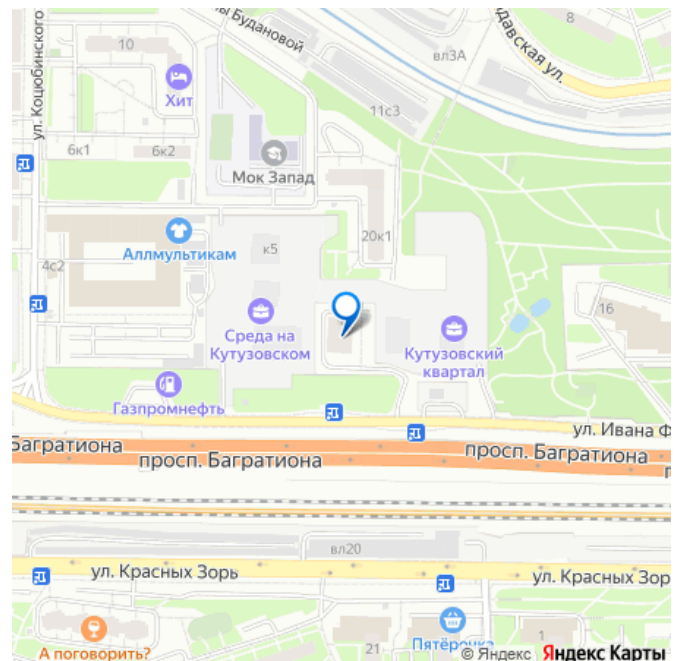 ул. Коцюбинского
10
Хит
ы Будановой
вл3А
8
давская ул.
11с3
6к1
6к2
Мок Запад
Аллмультикам
4с2
к5
20к1
16
Среда на
Кутузовском
Кутузовский
квартал
Газпромнефть
ул. Ивана Ф
Багратиона
просп. Багратиона
просп. Багратиона
п
вл20
ул. Красных Зорь
ул. Красных Зор
А поговорить?
21
Пятёрочка
1
© Яндекс Яндекс Карты